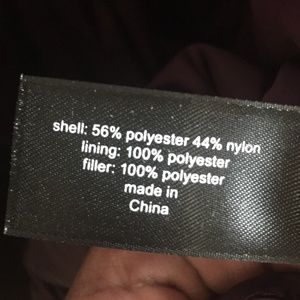 shell: 56% polyester 44% nylon
lining: 100% polyester
filler: 100% polyester
made in
China